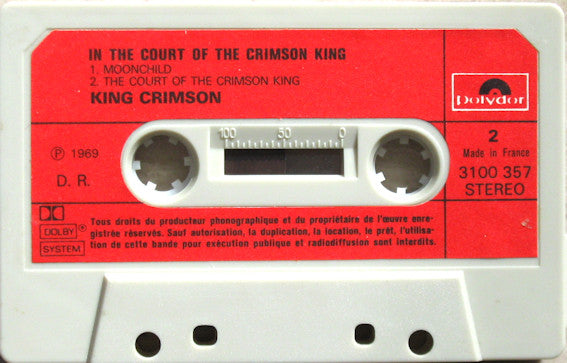 IN THE COURT OF THE CRIMSON KING
1. MOONCHILD
2. THE COURT OF THE CRIMSON KING
KING CRIMSON
polydor
100 50 0
℗ 1969
D. R.
2
Made in France
3100 357
STEREO
DOLBY ®
SYSTEM
Tous droits du producteur phonographique et du propriétaire de l'œuvre enre-
gistrée réservés. Sauf autorisation, la duplication, la location, le prêt, l'utilisa-
tion de cette bande pour exécution publique et radiodiffusion sont interdits.